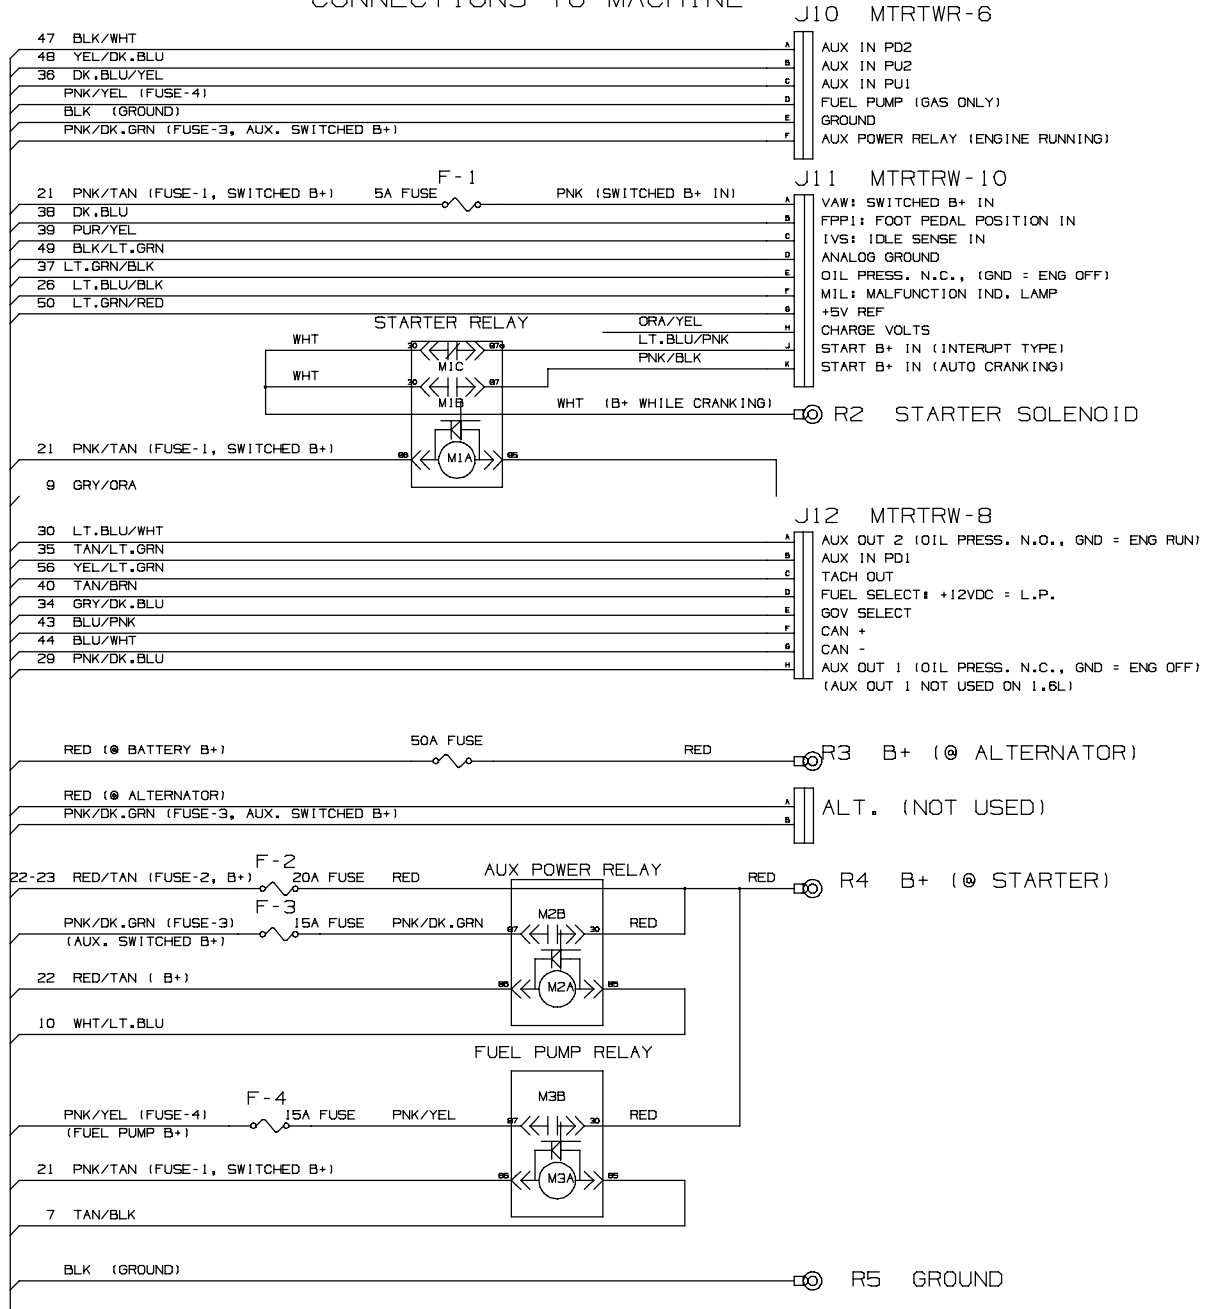 CONNECTIONS TO MACHINE
J10 MTRTWR-6
47 BLK/WHT
A
AUX IN PD2
48 YEL/DK.BLU
B
AUX IN PU2
36 DK.BLU/YEL
C
AUX IN PU1
PNK/YEL (FUSE-4)
D
FUEL PUMP (GAS ONLY)
BLK (GROUND)
E
GROUND
PNK/DK.GRN (FUSE-3, AUX. SWITCHED B+)
F
AUX POWER RELAY (ENGINE RUNNING)
J11 MTRTRW-10
F-1
21 PNK/TAN (FUSE-1, SWITCHED B+) 5A FUSE PNK (SWITCHED B+ IN)
A
VAW: SWITCHED B+ IN
38 DK.BLU
B
FPP1: FOOT PEDAL POSITION IN
39 PUR/YEL
C
IVS: IDLE SENSE IN
49 BLK/LT.GRN
D
ANALOG GROUND
37 LT.GRN/BLK
E
OIL PRESS. N.C., (GND = ENG OFF)
26 LT.BLU/BLK
F
MIL: MALFUNCTION IND. LAMP
50 LT.GRN/RED
G
+5V REF
STARTER RELAY
ORA/YEL
H
CHARGE VOLTS
WHT
30
87a
M1C
LT.BLU/PNK
J
START B+ IN (INTERUPT TYPE)
PNK/BLK
K
START B+ IN (AUTO CRANKING)
WHT
30
87
M1B
WHT (B+ WHILE CRANKING)
R2 STARTER SOLENOID
21 PNK/TAN (FUSE-1, SWITCHED B+)
86
M1A
85
9 GRY/ORA
J12 MTRTRW-8
30 LT.BLU/WHT
A
AUX OUT 2 (OIL PRESS. N.O., GND = ENG RUN)
35 TAN/LT.GRN
B
AUX IN PD1
56 YEL/LT.GRN
C
TACH OUT
40 TAN/BRN
D
FUEL SELECT: +12VDC = L.P.
34 GRY/DK.BLU
E
GOV SELECT
43 BLU/PNK
F
CAN +
44 BLU/WHT
G
CAN -
29 PNK/DK.BLU
H
AUX OUT 1 (OIL PRESS. N.C., GND = ENG OFF)
(AUX OUT 1 NOT USED ON 1.6L)
RED (@ BATTERY B+) 50A FUSE RED
R3 B+ (@ ALTERNATOR)
RED (@ ALTERNATOR)
A
PNK/DK.GRN (FUSE-3, AUX. SWITCHED B+)
B
ALT. (NOT USED)
F-2
AUX POWER RELAY
22-23 RED/TAN (FUSE-2, B+) 20A FUSE RED RED
R4 B+ (@ STARTER)
F-3
PNK/DK.GRN (FUSE-3) 15A FUSE PNK/DK.GRN
(AUX. SWITCHED B+)
M2B
87
30
RED
22 RED/TAN ( B+)
86
M2A
85
10 WHT/LT.BLU
FUEL PUMP RELAY
F-4
PNK/YEL (FUSE-4) 15A FUSE PNK/YEL
(FUEL PUMP B+)
M3B
87
30
RED
21 PNK/TAN (FUSE-1, SWITCHED B+)
86
M3A
85
7 TAN/BLK
BLK (GROUND)
R5 GROUND